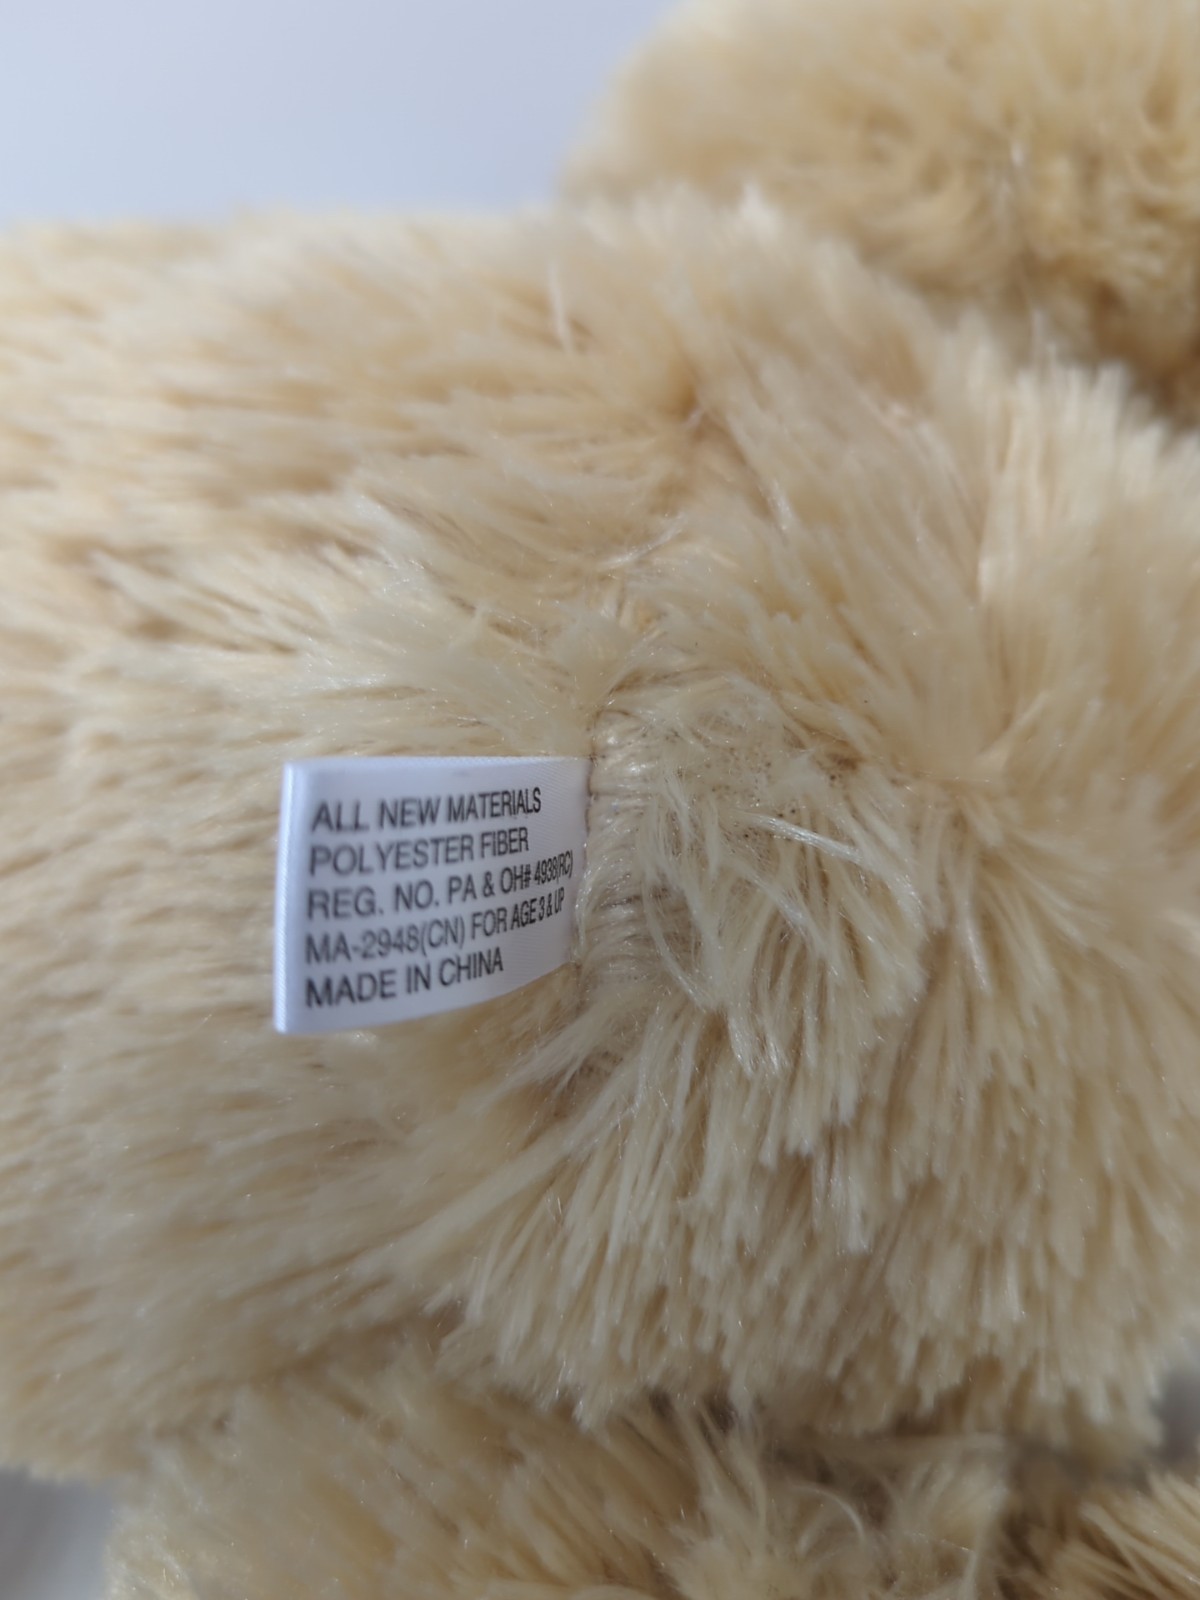 ALL NEW MATERIALS
POLYESTER FIBER
REG. NO. PA & OH# 4938(RC)
MA-2948(CN) FOR AGE 3 & UP
MADE IN CHINA